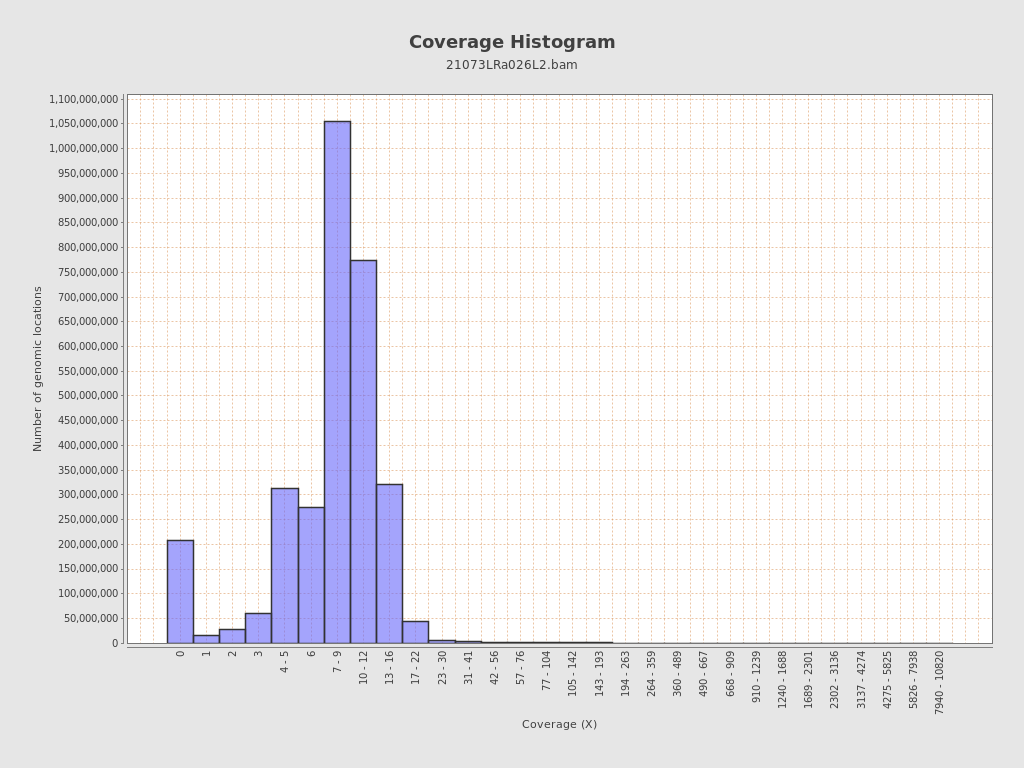 Coverage Histogram
21073LRa026L2.bam
1,100,000,000
1,050,000,000
1,000,000,000
950,000,000
900,000,000
850,000,000
800,000,000
750,000,000
700,000,000
650,000,000
600,000,000
550,000,000
500,000,000
450,000,000
400,000,000
350,000,000
300,000,000
250,000,000
200,000,000
150,000,000
100,000,000
50,000,000
0
Number of genomic locations
0
1
2
3
4 - 5
6
7 - 9
10 - 12
13 - 16
17 - 22
23 - 30
31 - 41
42 - 56
57 - 76
77 - 104
105 - 142
143 - 193
194 - 263
264 - 359
360 - 489
490 - 667
668 - 909
910 - 1239
1240 - 1688
1689 - 2301
2302 - 3136
3137 - 4274
4275 - 5825
5826 - 7938
7940 - 10820
Coverage (X)